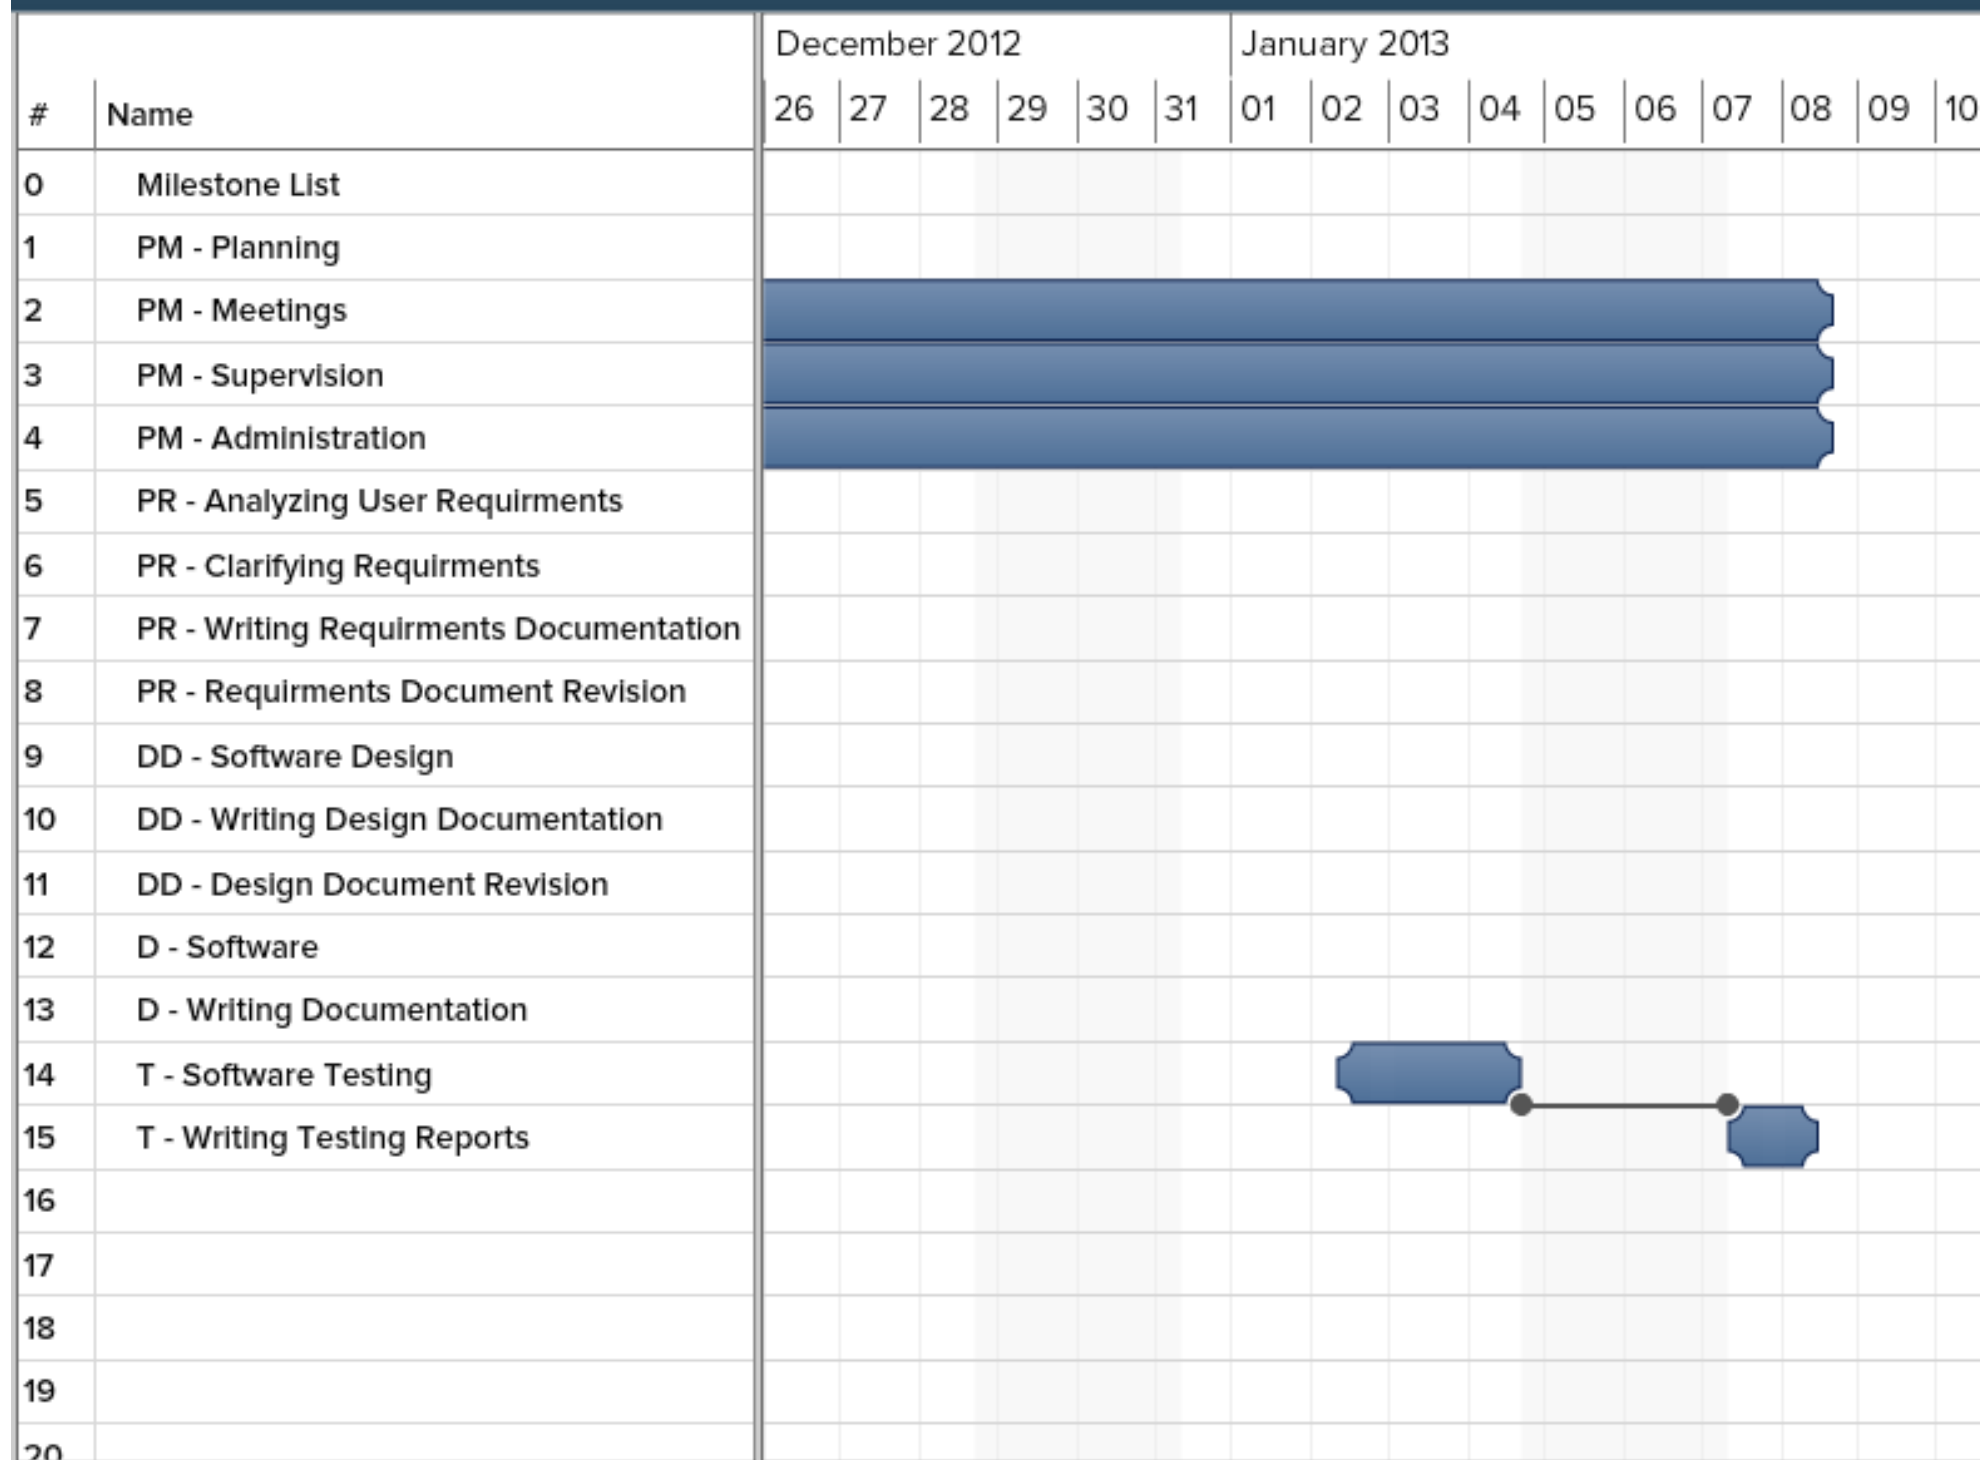 December 2012 January 2013
# Name 26 27 28 29 30 31 01 02 03 04 05 06 07 08 09 10
0 Milestone List
1 PM - Planning
2 PM - Meetings
3 PM - Supervision
4 PM - Administration
5 PR - Analyzing User Requirments
6 PR - Clarifying Requirments
7 PR - Writing Requirments Documentation
8 PR - Requirments Document Revision
9 DD - Software Design
10 DD - Writing Design Documentation
11 DD - Design Document Revision
12 D - Software
13 D - Writing Documentation
14 T - Software Testing
15 T - Writing Testing Reports
16
17
18
19
20